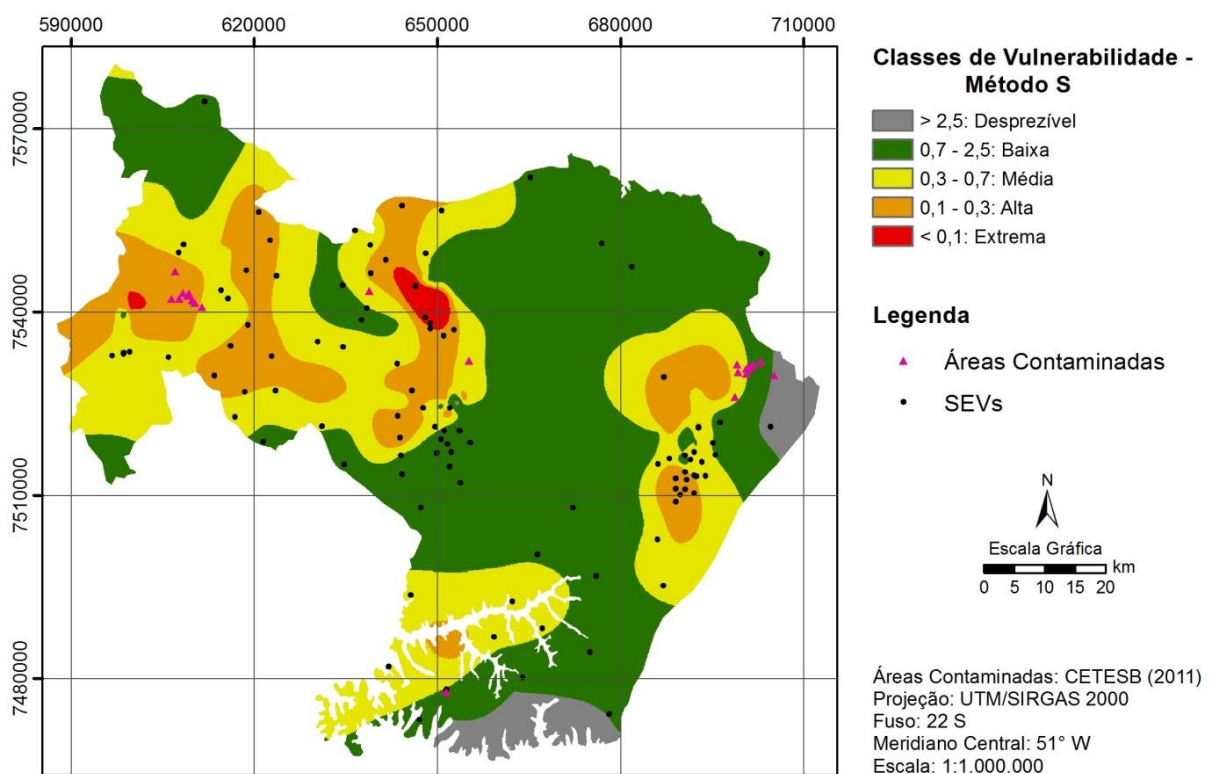 590000 620000 650000 680000 710000
7570000
7540000
7510000
7480000
Classes de Vulnerabilidade -
Método S
> 2,5: Desprezível
0,7 - 2,5: Baixa
0,3 - 0,7: Média
0,1 - 0,3: Alta
< 0,1: Extrema
Legenda
Áreas Contaminadas
SEVs
N
Escala Gráfica
0 5 10 15 20 km
Áreas Contaminadas: CETESB (2011)
Projeção: UTM/SIRGAS 2000
Fuso: 22 S
Meridiano Central: 51° W
Escala: 1:1.000.000